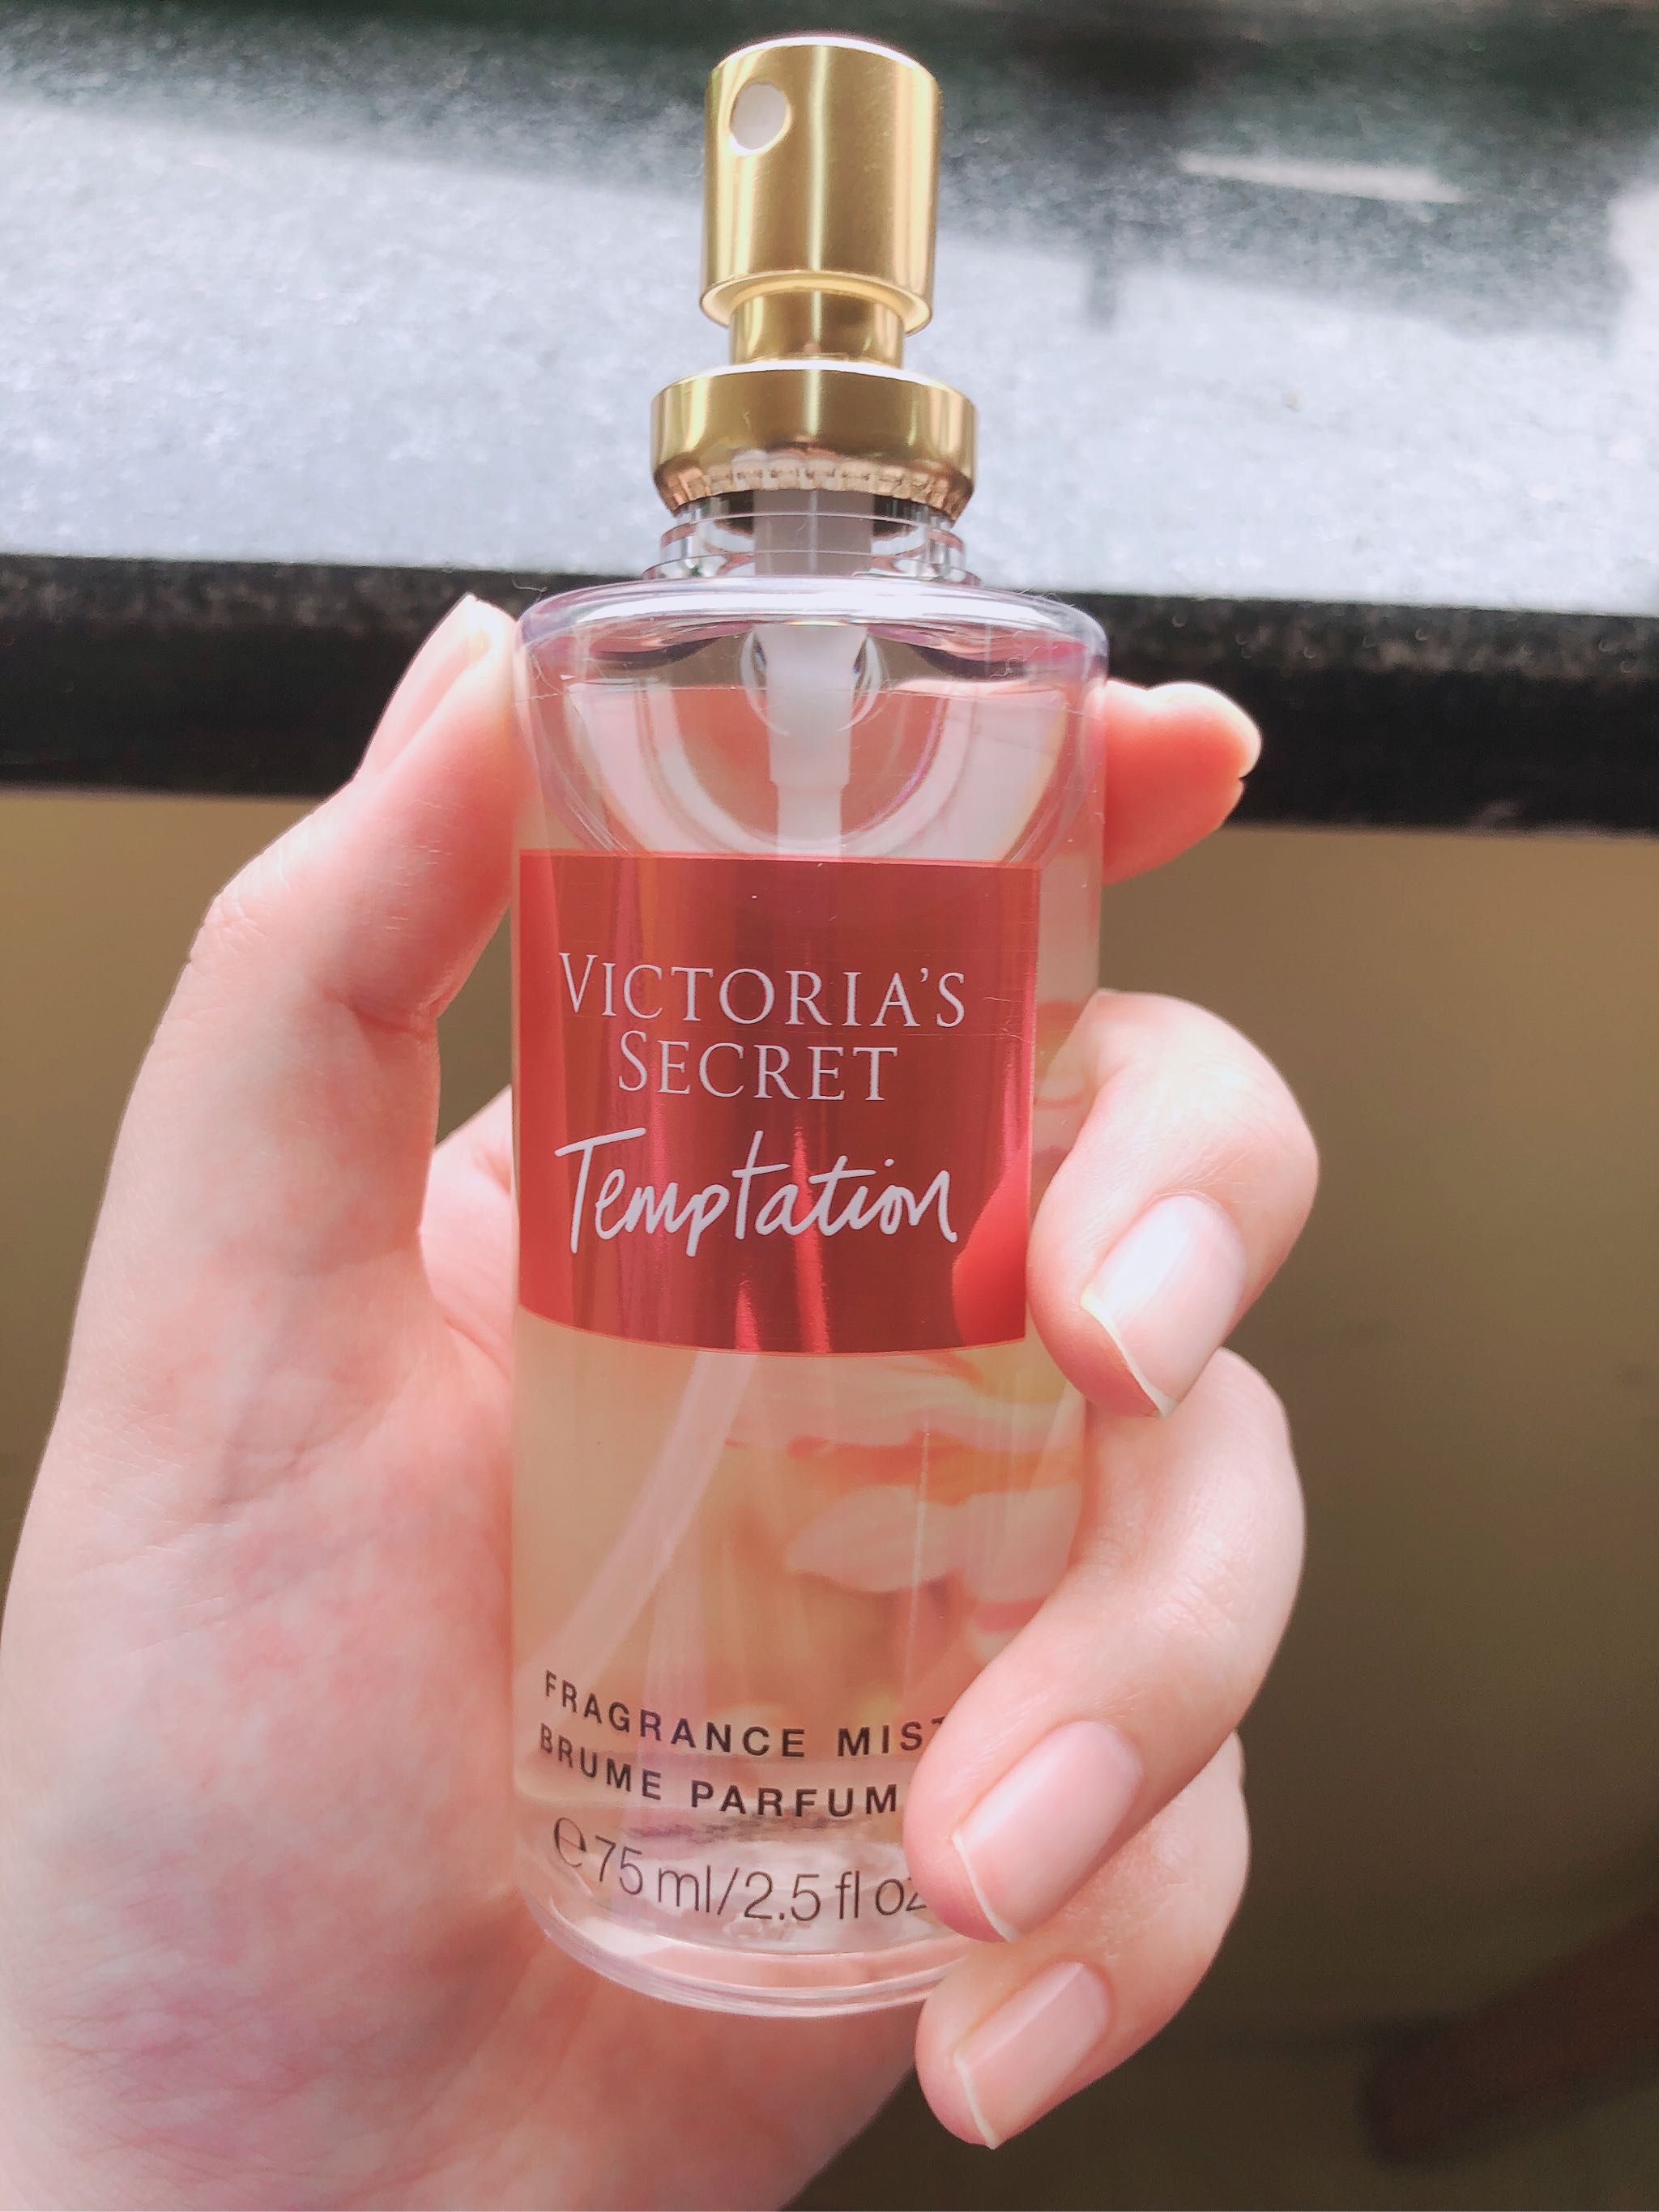 VICTORIA'S
SECRET
Temptation
FRAGRANCE MIST
BRUME PARFUM
℮75 ml/2.5 fl oz